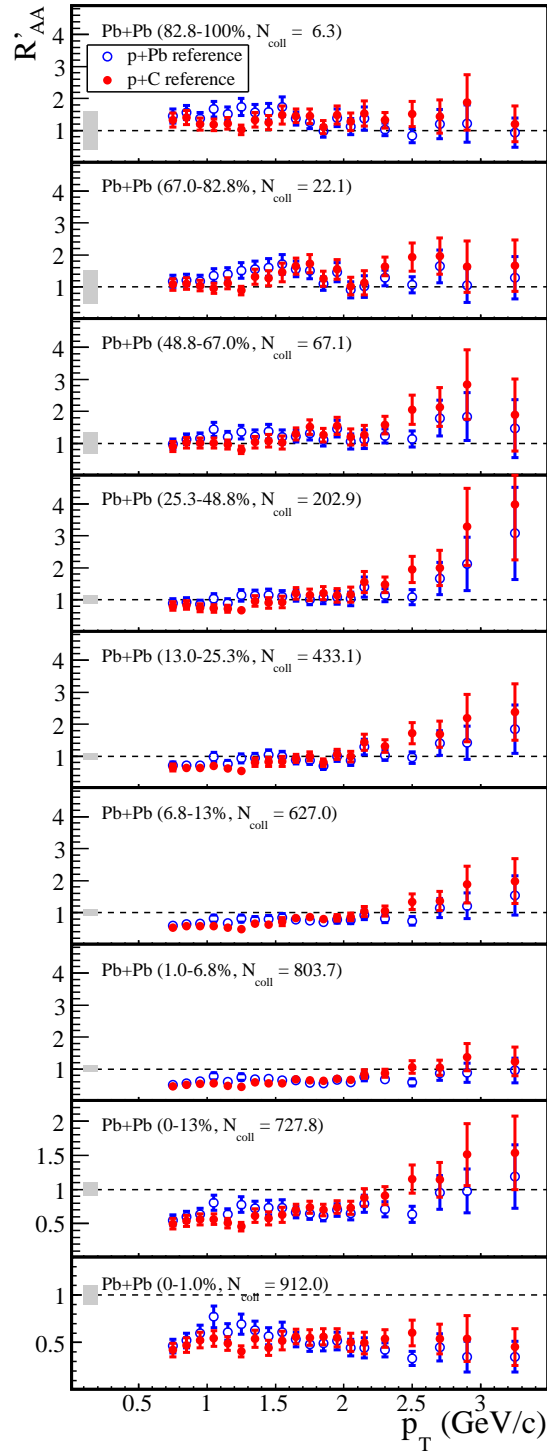 R'AA
Pb+Pb (82.8-100%, Ncoll = 6.3)
p+Pb reference
p+C reference
4
2
1
Pb+Pb (67.0-82.8%, Ncoll = 22.1)
4
3
2
1
Pb+Pb (48.8-67.0%, Ncoll = 67.1)
4
3
2
1
Pb+Pb (25.3-48.8%, Ncoll = 202.9)
4
3
2
1
Pb+Pb (13.0-25.3%, Ncoll = 433.1)
4
3
2
1
Pb+Pb (6.8-13%, Ncoll = 627.0)
4
3
2
1
Pb+Pb (1.0-6.8%, Ncoll = 803.7)
4
3
2
1
Pb+Pb (0-13%, Ncoll = 727.8)
2
1.5
1
0.5
Pb+Pb (0-1.0%, Ncoll = 912.0)
1
0.5
0.5 1 1.5 2 2.5 3
pT (GeV/c)